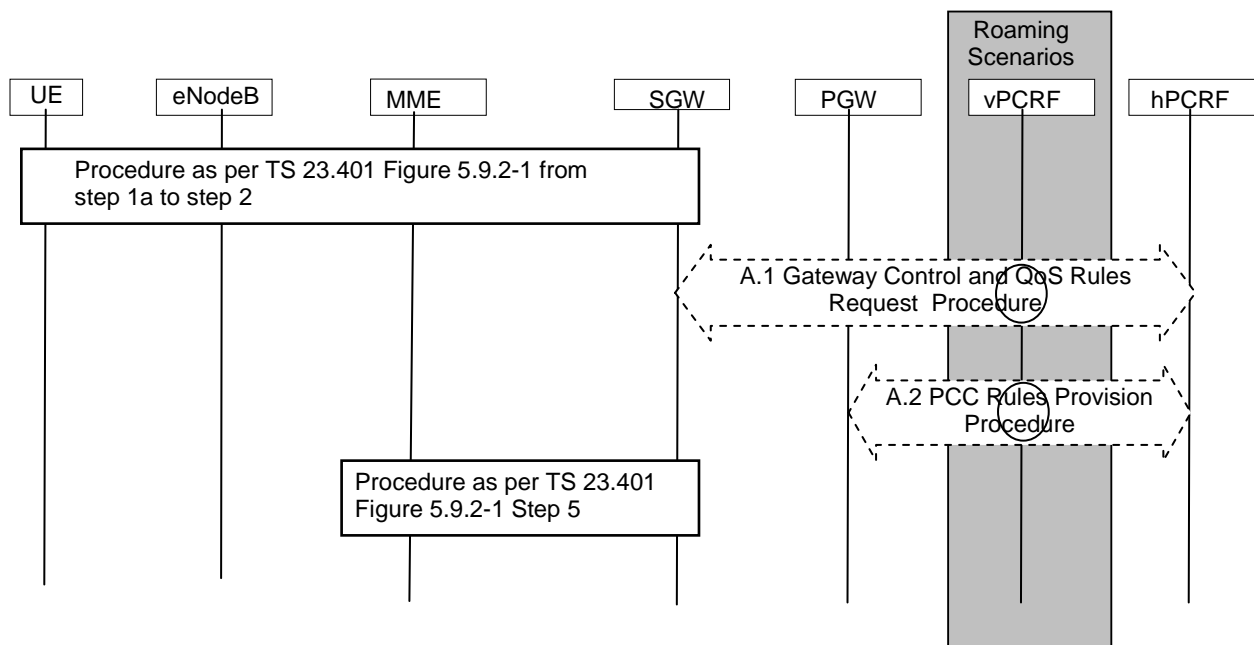 Roaming
Scenarios
UE
eNodeB
MME
SGW
PGW
vPCRF
hPCRF
Procedure as per TS 23.401 Figure 5.9.2-1 from
step 1a to step 2
A.1 Gateway Control and QoS Rules
Request Procedure
A.2 PCC Rules Provision
Procedure
Procedure as per TS 23.401
Figure 5.9.2-1 Step 5